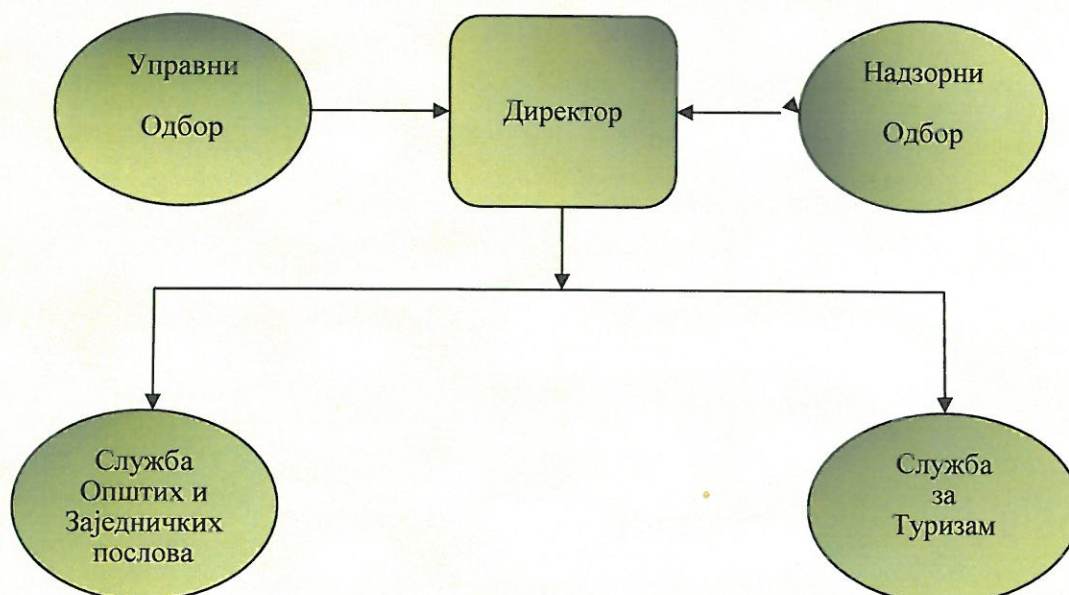 Управни
Одбор
Директор
Надзорни
Одбор
Служба
Општих и
Заједничких
послова
Служба
за
Туризам